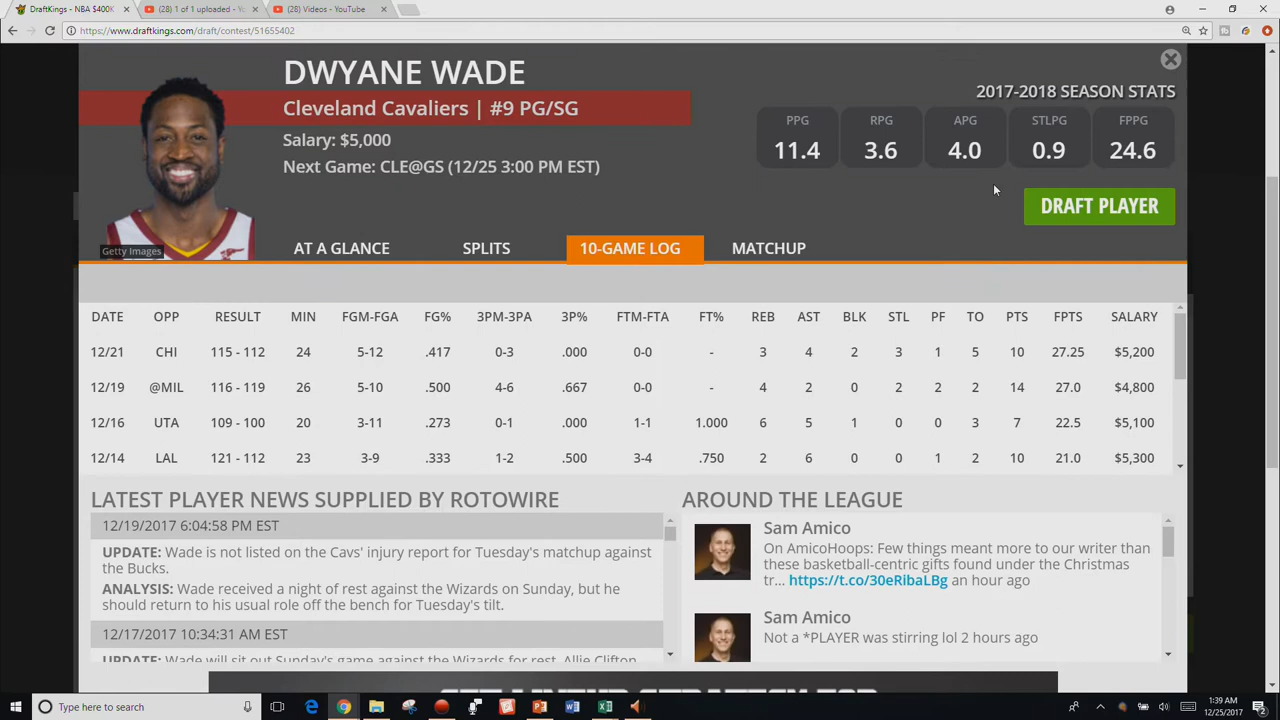 DraftKings - NBA $400K
(28) 1 of 1 uploaded - Yo
(28) Videos - YouTube
https://www.draftkings.com/draft/contest/51655402
DWYANE WADE
Cleveland Cavaliers | #9 PG/SG
Salary: $5,000
Next Game: CLE@GS (12/25 3:00 PM EST)
Getty Images
2017-2018 SEASON STATS
PPG RPG APG STLPG FPPG
11.4 3.6 4.0 0.9 24.6
DRAFT PLAYER
AT A GLANCE SPLITS 10-GAME LOG MATCHUP
DATE OPP RESULT MIN FGM-FGA FG% 3PM-3PA 3P% FTM-FTA FT% REB AST BLK STL PF TO PTS FPTS SALARY
12/21 CHI 115 - 112 24 5-12 .417 0-3 .000 0-0 - 3 4 2 3 1 5 10 27.25 $5,200
12/19 @MIL 116 - 119 26 5-10 .500 4-6 .667 0-0 - 4 2 0 2 2 2 14 27.0 $4,800
12/16 UTA 109 - 100 20 3-11 .273 0-1 .000 1-1 1.000 6 5 1 0 0 3 7 22.5 $5,100
12/14 LAL 121 - 112 23 3-9 .333 1-2 .500 3-4 .750 2 6 0 0 1 2 10 21.0 $5,300
LATEST PLAYER NEWS SUPPLIED BY ROTOWIRE
12/19/2017 6:04:58 PM EST
UPDATE: Wade is not listed on the Cavs' injury report for Tuesday's matchup against
the Bucks.
ANALYSIS: Wade received a night of rest against the Wizards on Sunday, but he
should return to his usual role off the bench for Tuesday's tilt.
12/17/2017 10:34:31 AM EST
UPDATE: Wade will sit out Sunday's game against the Wizards for rest, Allie Clifton
AROUND THE LEAGUE
Sam Amico
On AmicoHoops: Few things meant more to our writer than
these basketball-centric gifts found under the Christmas
tr... https://t.co/30eRibaLBg an hour ago
Sam Amico
Not a *PLAYER was stirring lol 2 hours ago
Type here to search
1:39 AM
12/25/2017